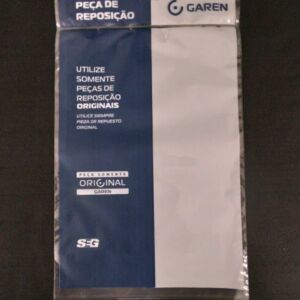 PEÇA DE
REPOSIÇÃO
GAREN
UTILIZE
SOMENTE
PEÇAS DE
REPOSIÇÃO
ORIGINAIS
UTILICE SIEMPRE
PIEZA DE REPUESTO
ORIGINAL
PEÇA SOMENTE
ORIGINAL
GAREN
SEG